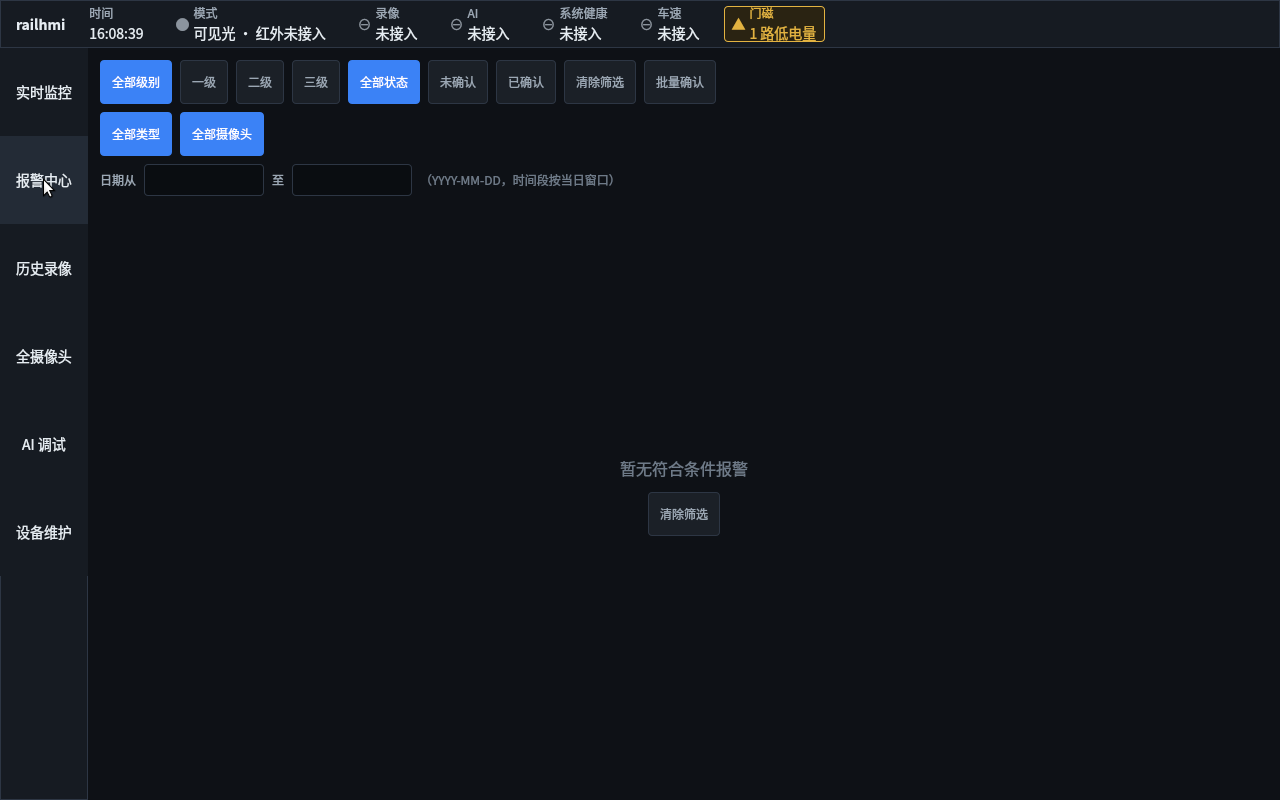 railhmi
时间
16:08:39
模式
可见光 · 红外未接入
录像
未接入
AI
未接入
系统健康
未接入
车速
未接入
门磁
1 路低电量
实时监控
报警中心
历史录像
全摄像头
AI 调试
设备维护
全部级别 一级 二级 三级 全部状态 未确认 已确认 清除筛选 批量确认
全部类型 全部摄像头
日期从 至 （YYYY-MM-DD，时间段按当日窗口）
暂无符合条件报警
清除筛选